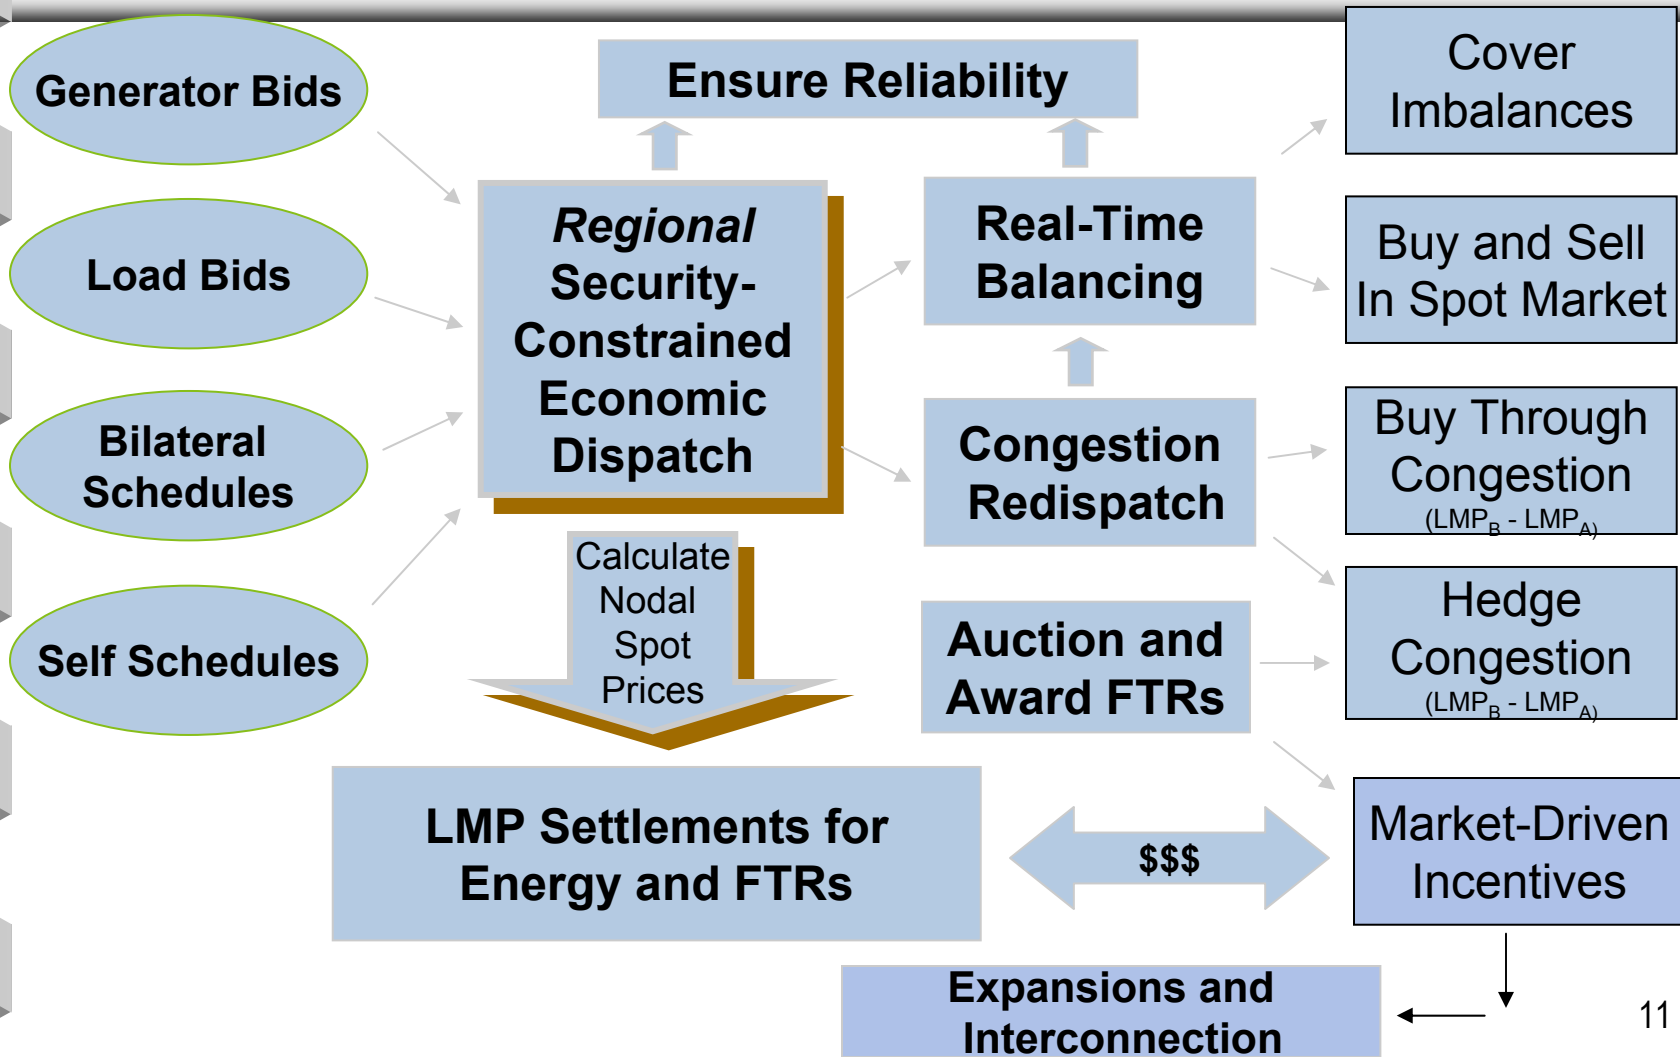 Generator Bids
Load Bids
Bilateral
Schedules
Self Schedules
Ensure Reliability
Regional
Security-
Constrained
Economic
Dispatch
Calculate
Nodal
Spot
Prices
LMP Settlements for
Energy and FTRs
Real-Time
Balancing
Congestion
Redispatch
Auction and
Award FTRs
$$$
Cover
Imbalances
Buy and Sell
In Spot Market
Buy Through
Congestion
(LMPB - LMPA)
Hedge
Congestion
(LMPB - LMPA)
Market-Driven
Incentives
Expansions and
Interconnection
11